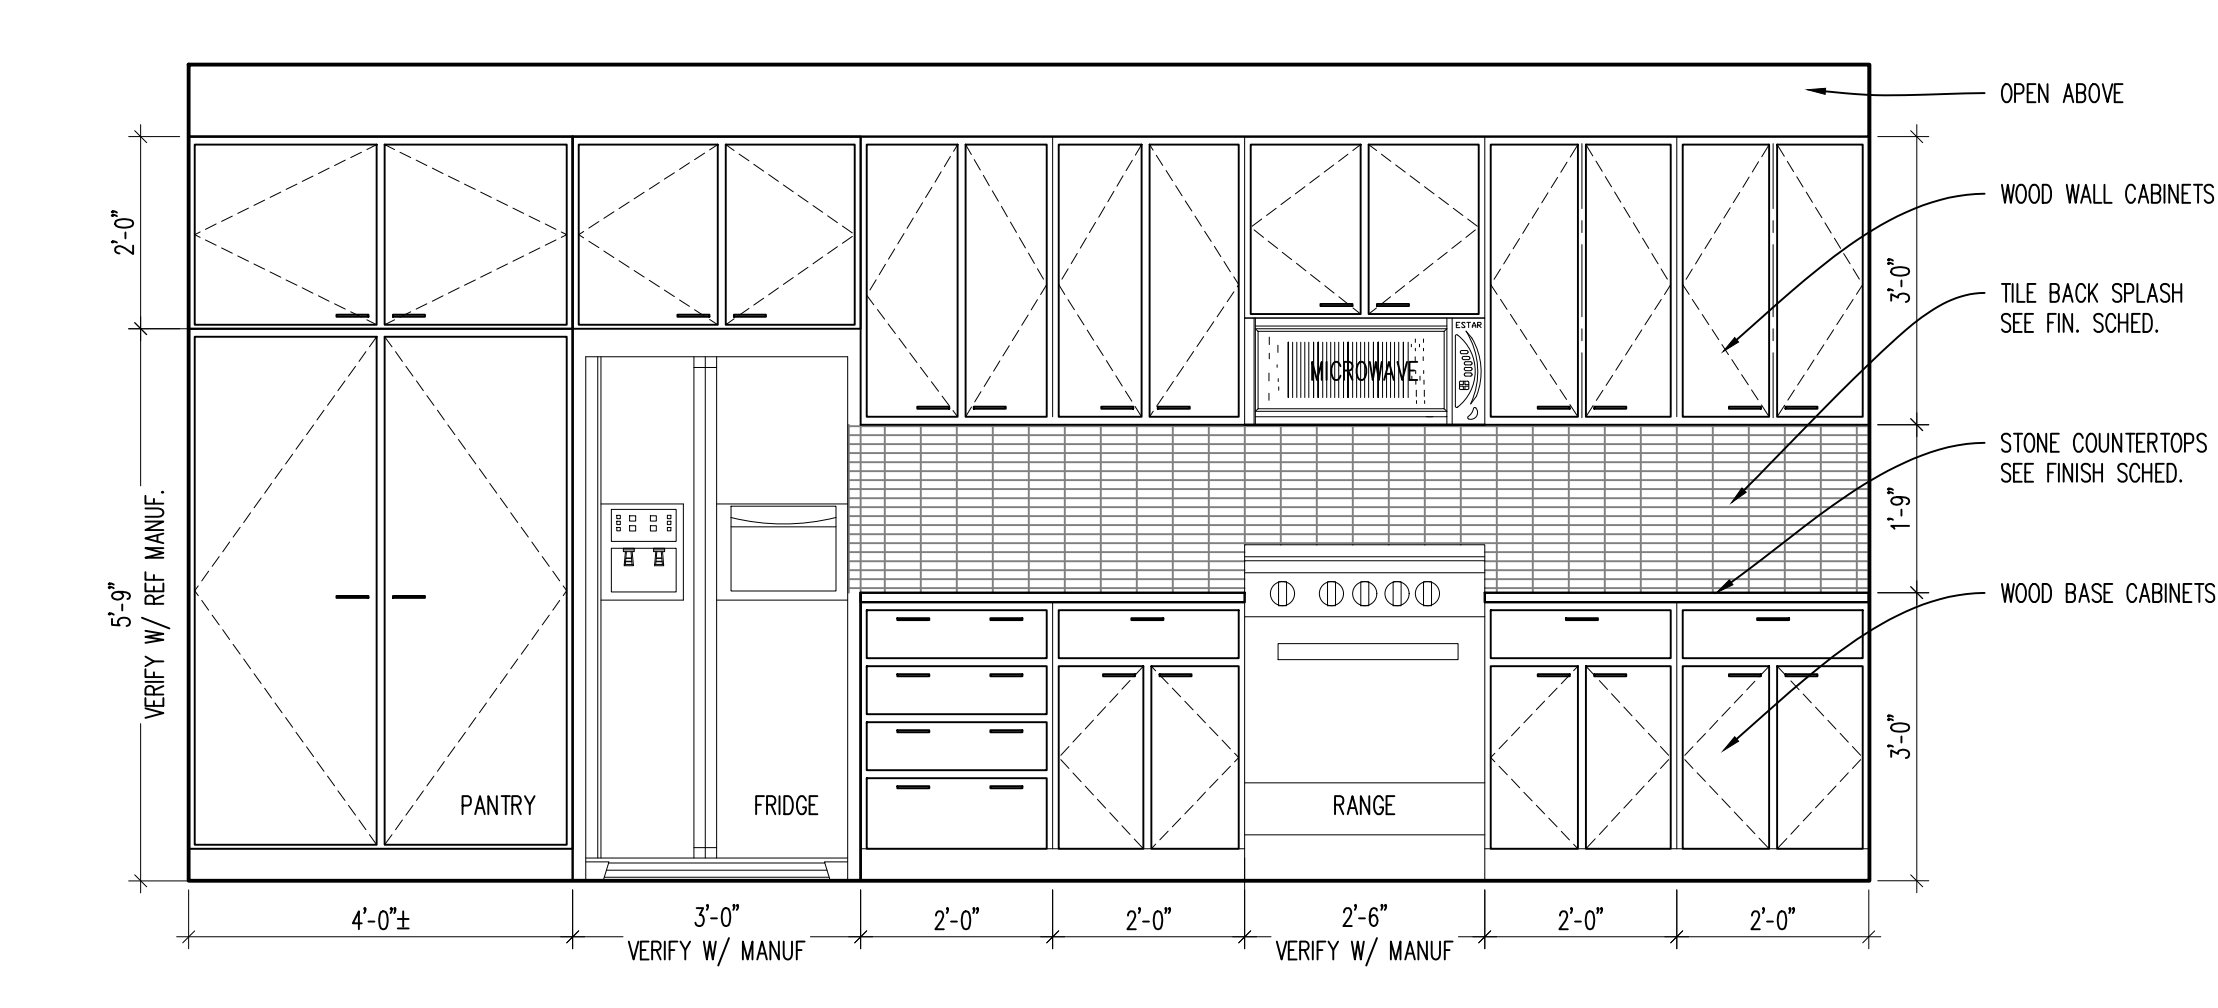 OPEN ABOVE
WOOD WALL CABINETS
2'-0"
3'-0"
TILE BACK SPLASH
SEE FIN. SCHED.
ESTAR
MICROWAVE
STONE COUNTERTOPS
SEE FINISH SCHED.
1'-9"
5'-9"
VERIFY W/ REF MANUF.
WOOD BASE CABINETS
3'-0"
PANTRY
FRIDGE
RANGE
4'-0"±
3'-0"
VERIFY W/ MANUF
2'-0"
2'-0"
2'-6"
VERIFY W/ MANUF
2'-0"
2'-0"